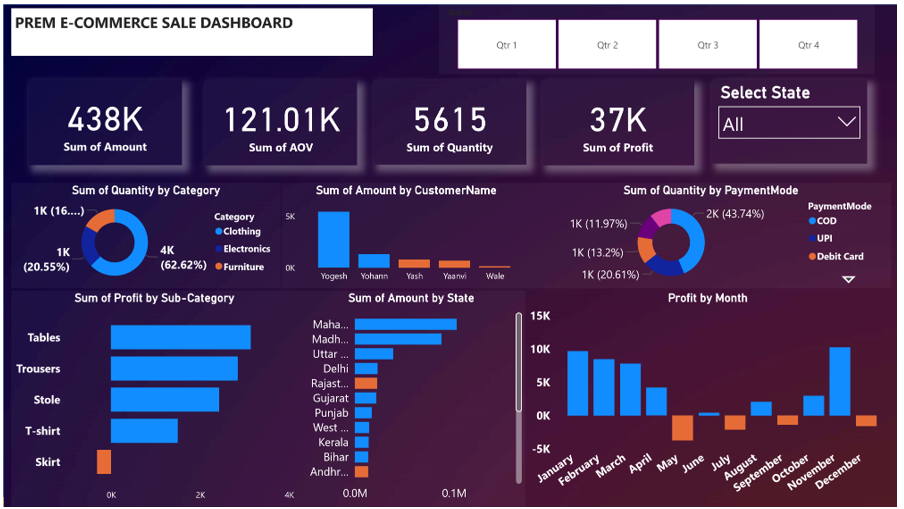 PREM E-COMMERCE SALE DASHBOARD
Qtr 1
Qtr 2
Qtr 3
Qtr 4
438K
Sum of Amount
121.01K
Sum of AOV
5615
Sum of Quantity
37K
Sum of Profit
Select State
All
Sum of Quantity by Category
1K (16....)
1K
(20.55%)
4K
(62.62%)
Category
Clothing
Electronics
Furniture
Sum of Amount by CustomerName
5K
0K
Yogesh
Yohann
Yash
Yaanvi
Wale
Sum of Quantity by PaymentMode
2K (43.74%)
1K (11.97%)
1K (13.2%)
1K (20.61%)
PaymentMode
COD
UPI
Debit Card
Sum of Profit by Sub-Category
Tables
Trousers
Stole
T-shirt
Skirt
0K
2K
4K
Sum of Amount by State
Maha...
Madh...
Uttar ...
Delhi
Rajast...
Gujarat
Punjab
West ...
Kerala
Bihar
Andhr...
0.0M
0.1M
Profit by Month
15K
10K
5K
0K
-5K
January
February
March
April
May
June
July
August
September
October
November
December